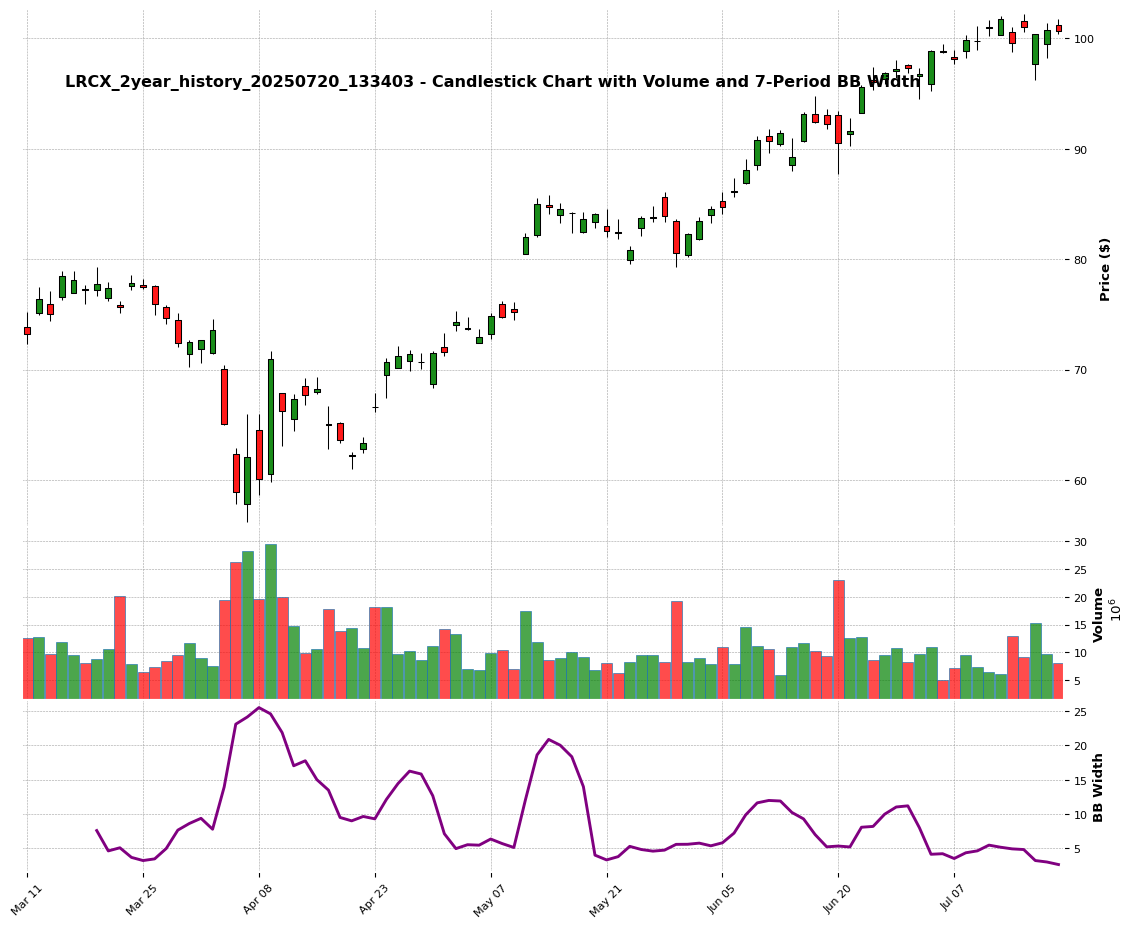 LRCX_2year_history_20250720_133403 - Candlestick Chart with Volume and 7-Period BB Width
100
90
80
70
60
Price ($)
30
25
20
15
10
5
Volume
10^6
25
20
15
10
5
BB Width
Mar 11
Mar 25
Apr 08
Apr 23
May 07
May 21
Jun 05
Jun 20
Jul 07